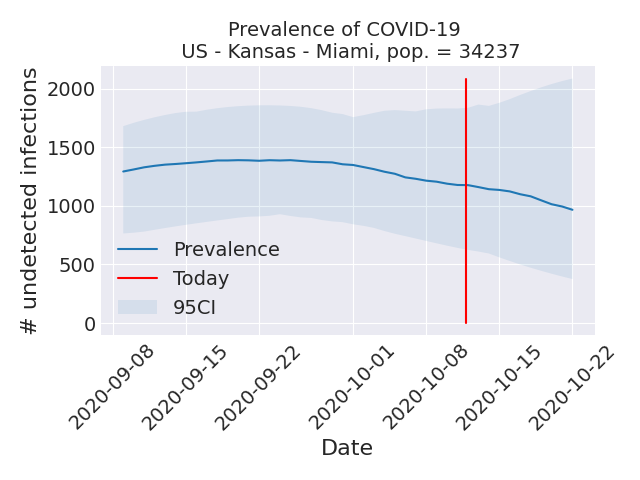 Prevalence of COVID-19
US - Kansas - Miami, pop. = 34237
# undetected infections
2000
1500
1000
500
0
Prevalence
Today
95CI
2020-09-08
2020-09-15
2020-09-22
2020-10-01
2020-10-08
2020-10-15
2020-10-22
Date